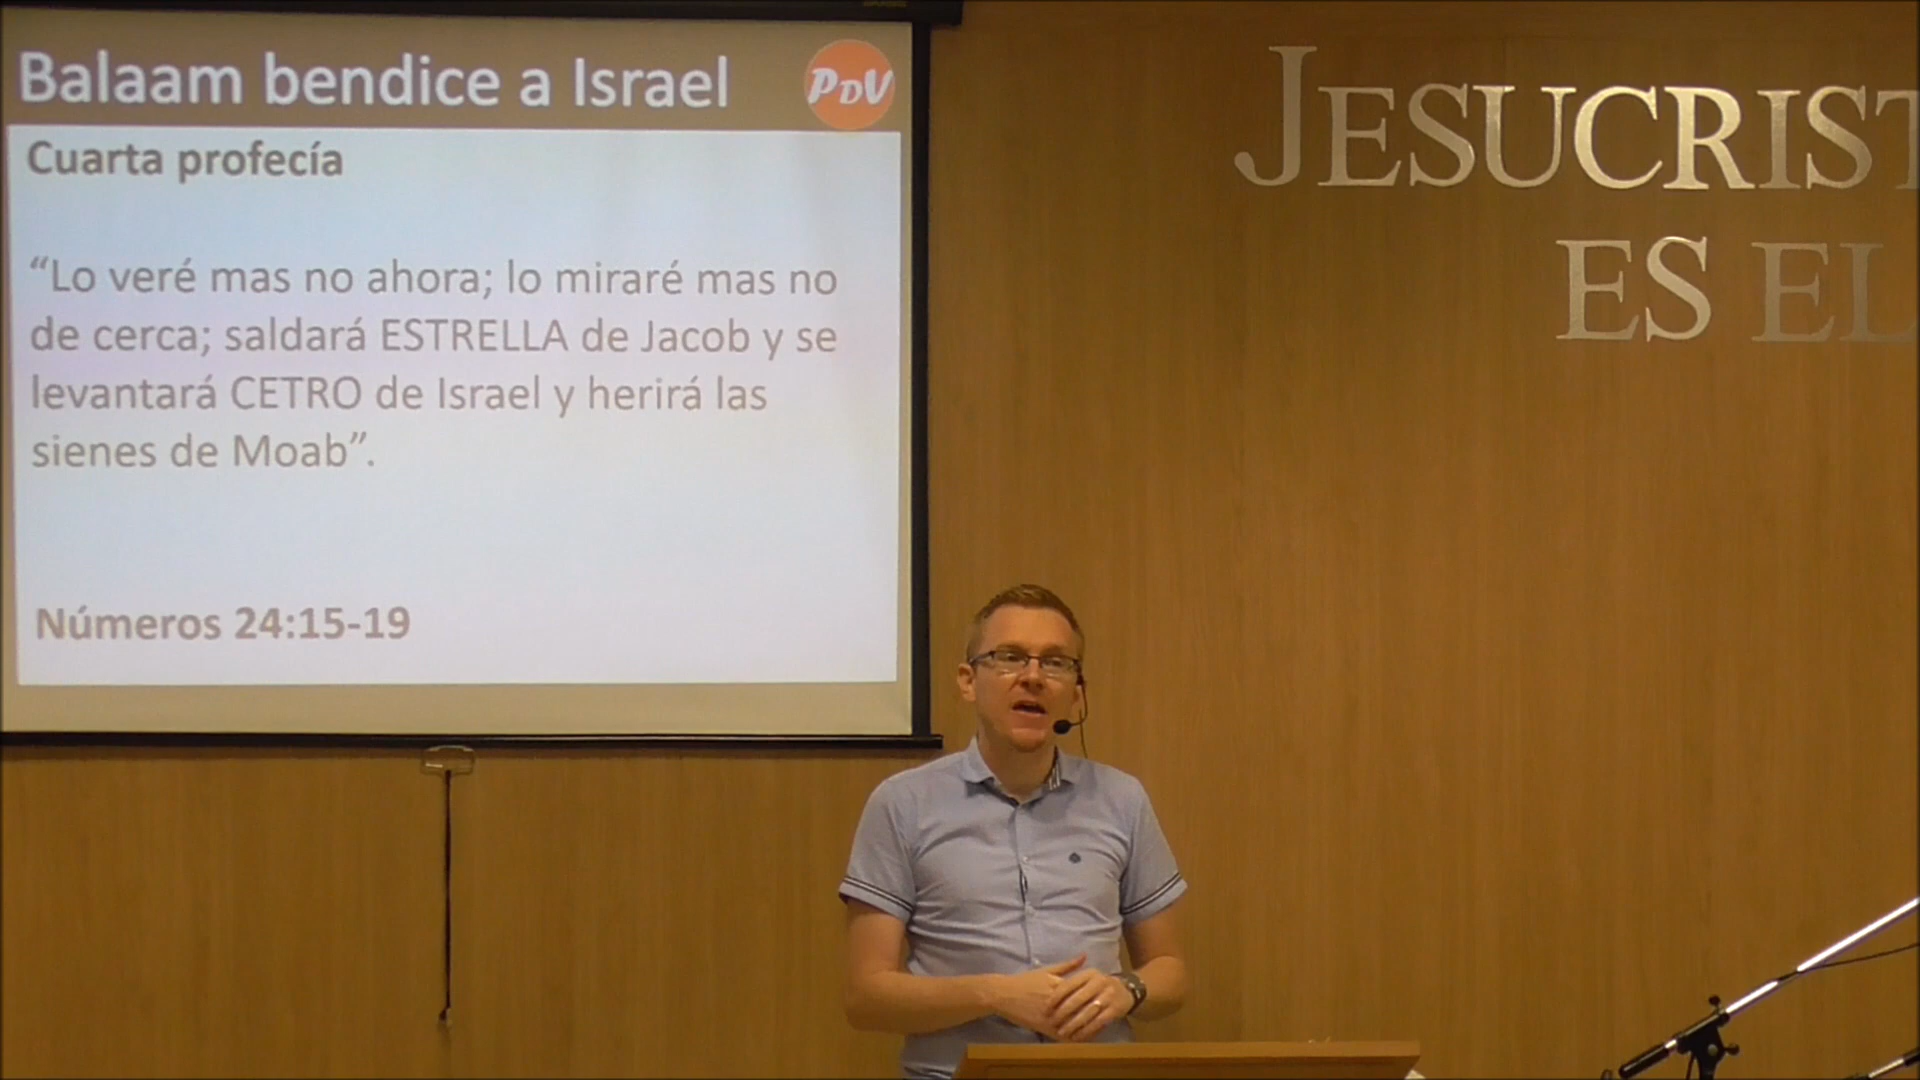 Balaam bendice a Israel
PDV
Cuarta profecía
“Lo veré mas no ahora; lo miraré mas no
de cerca; saldará ESTRELLA de Jacob y se
levantará CETRO de Israel y herirá las
sienes de Moab”.
Números 24:15-19
JESUCRIST
ES EL